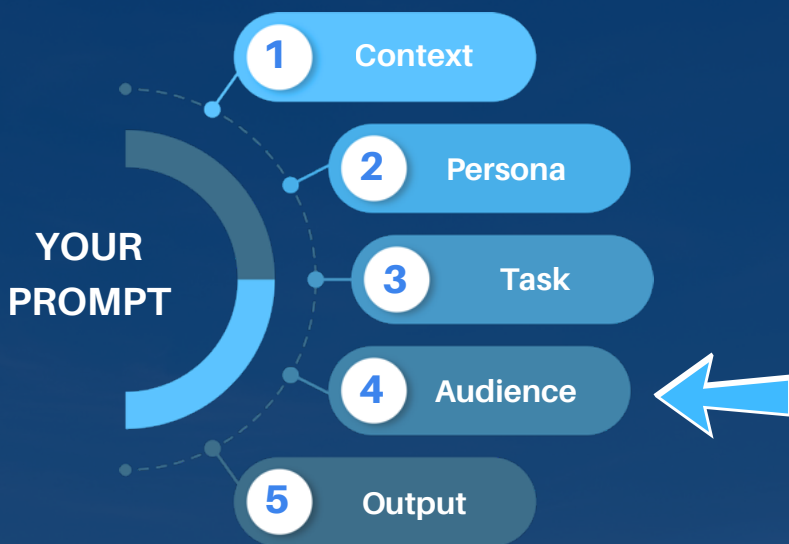 1 Context
2 Persona
YOUR
PROMPT
3 Task
4 Audience
5 Output